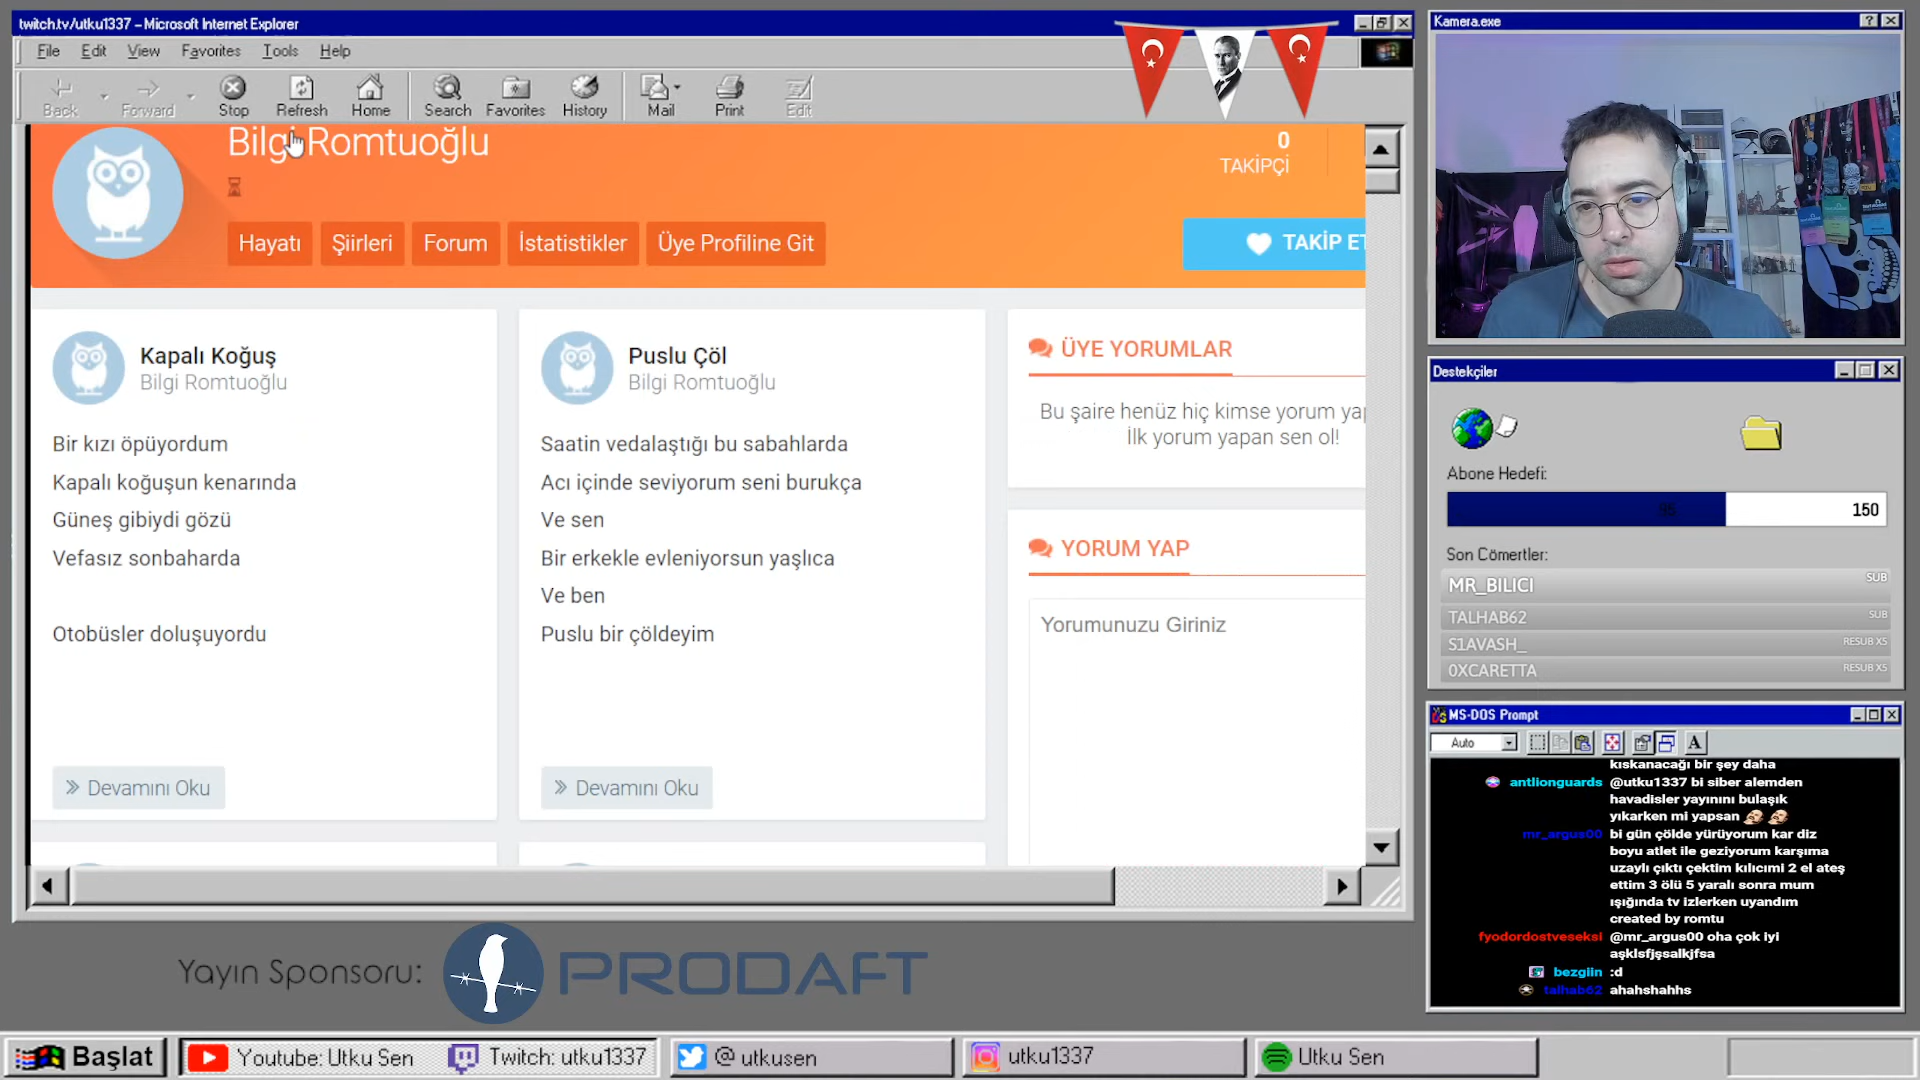 twitch.tv/utku1337 – Microsoft Internet Explorer
File Edit View Favorites Tools Help
Back Forward Stop Refresh Home Search Favorites History Mail Print Edit
Bilgi Romtuoğlu
0
TAKİPÇİ
Hayatı Şiirleri Forum İstatistikler Üye Profiline Git
TAKİP ET
Kapalı Koğuş
Bilgi Romtuoğlu
Bir kızı öpüyordum
Kapalı koğuşun kenarında
Güneş gibiydi gözü
Vefasız sonbaharda
Otobüsler doluşuyordu
Devamını Oku
Puslu Çöl
Bilgi Romtuoğlu
Saatin vedalaştığı bu sabahlarda
Acı içinde seviyorum seni burukça
Ve sen
Bir erkekle evleniyorsun yaşlıca
Ve ben
Puslu bir çöldeyim
Devamını Oku
ÜYE YORUMLAR
Bu şaire henüz hiç kimse yorum yap
İlk yorum yapan sen ol!
YORUM YAP
Yorumunuzu Giriniz
Kamera.exe
Destekçiler
Abone Hedefi:
95 150
Son Cömertler:
MR_BILICI SUB
TALHAB62 SUB
S1AVASH_ RESUB X5
0XCARETTA RESUB X5
MS-DOS Prompt
Auto
A
kıskanacağı bir şey daha
antlionguards @utku1337 bi siber alemden
havadisler yayınını bulaşık
yıkarken mi yapsan
mr_argus00 bi gün çölde yürüyorum kar diz
boyu atlet ile geziyorum karşıma
uzaylı çıktı çektim kılıcımi 2 el ateş
ettim 3 ölü 5 yaralı sonra mum
ışığında tv izlerken uyandım
created by romtu
fyodordostveseksi @mr_argus00 oha çok iyi
aşklsfjşsalkjfsa
bezgiin :d
talhab62 ahahshahhs
Yayın Sponsoru: PRODAFT
Başlat Youtube: Utku Sen Twitch: utku1337 @utkusen utku1337 Utku Sen